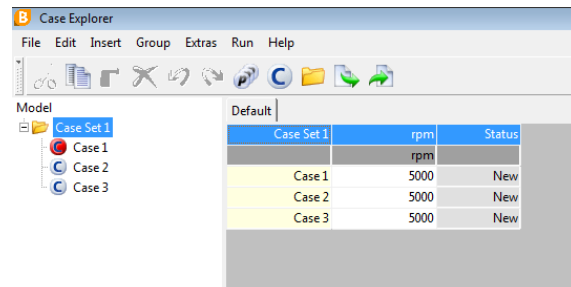 Case Explorer
File Edit Insert Group Extras Run Help
Model
Case Set 1
Case 1
Case 2
Case 3
Default
Case Set 1 rpm Status
rpm
Case 1 5000 New
Case 2 5000 New
Case 3 5000 New